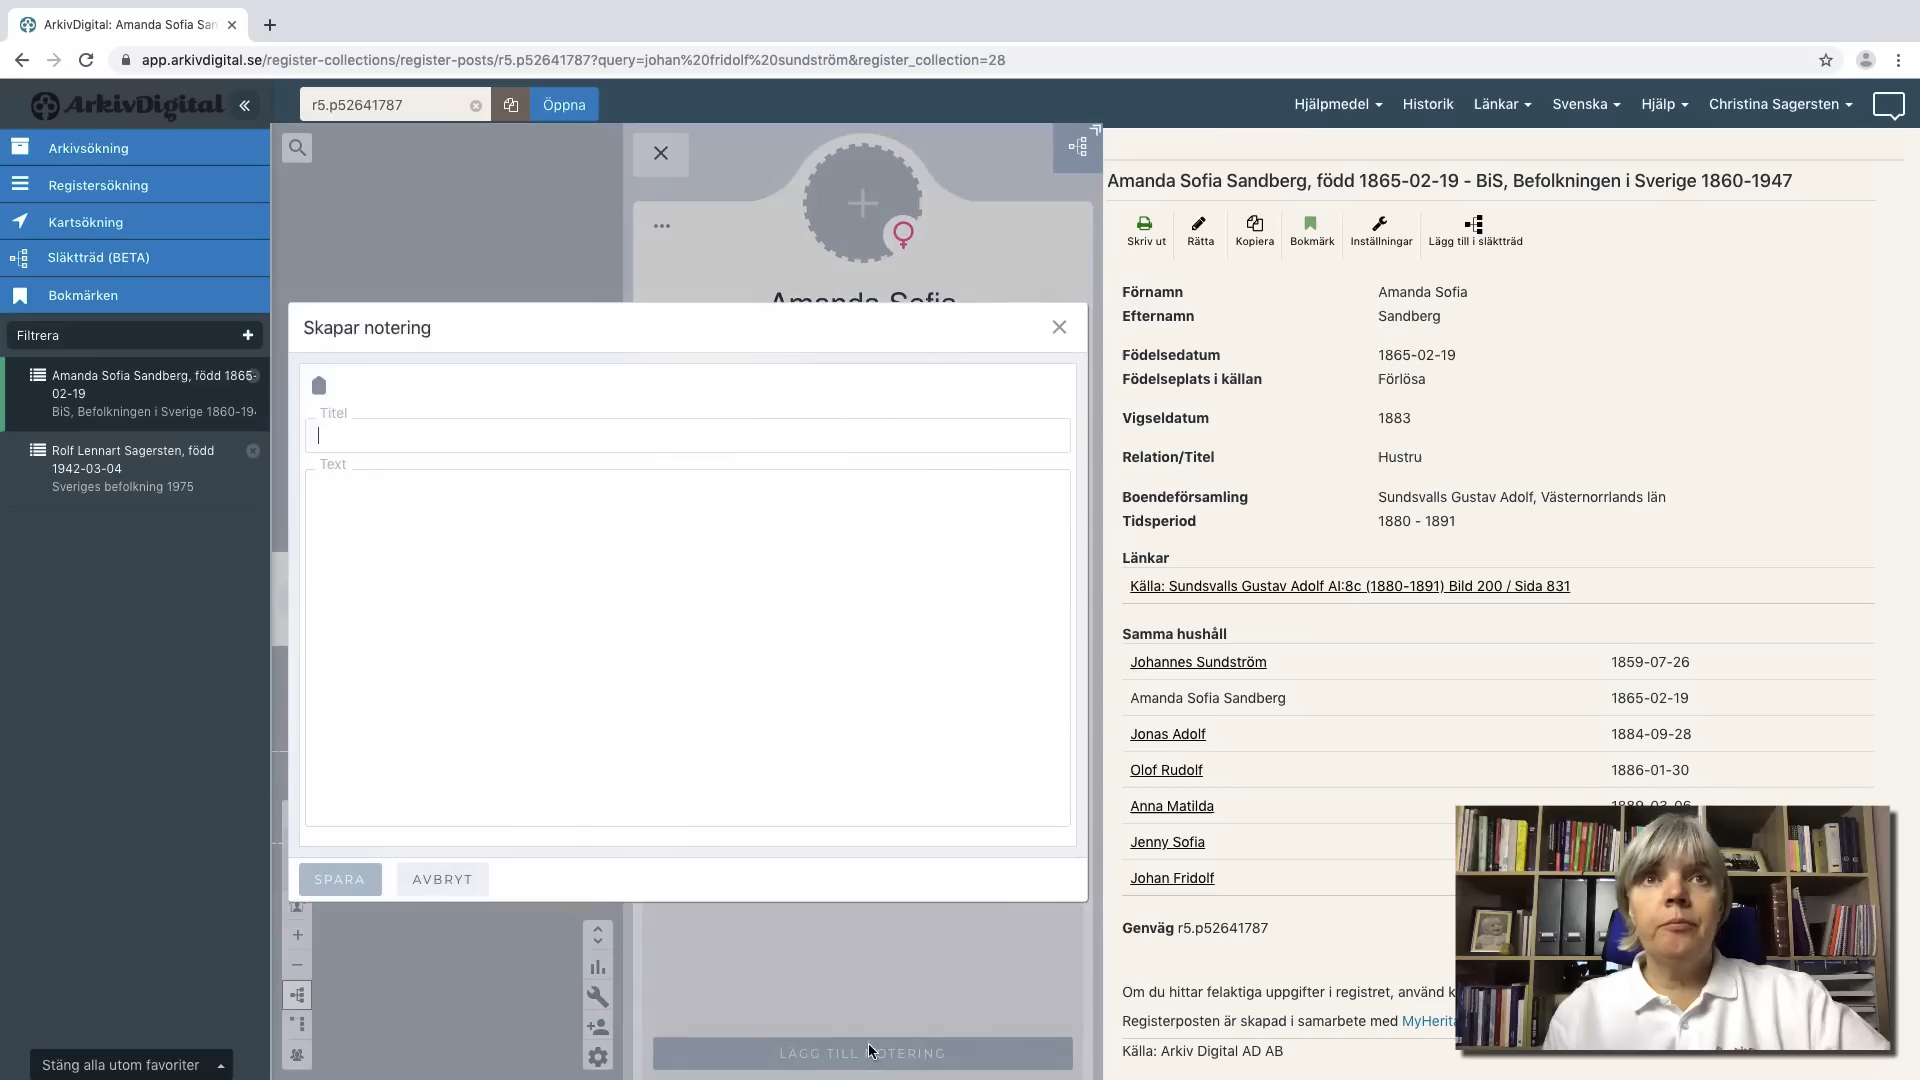 ArkivDigital: Amanda Sofia San
app.arkivdigital.se/register-collections/register-posts/r5.p52641787?query=johan%20fridolf%20sundström&register_collection=28
ArkivDigital
r5.p52641787
Öppna
Hjälpmedel
Historik
Länkar
Svenska
Hjälp
Christina Sagersten
Arkivsökning
Registersökning
Kartsökning
Släktträd (BETA)
Bokmärken
Filtrera
Amanda Sofia Sandberg, född 1865-
02-19
BiS, Befolkningen i Sverige 1860-19
Rolf Lennart Sagersten, född
1942-03-04
Sveriges befolkning 1975
Stäng alla utom favoriter
Amanda Sofia
Skapar notering
Titel
Text
SPARA
AVBRYT
LÄGG TILL NOTERING
Amanda Sofia Sandberg, född 1865-02-19 - BiS, Befolkningen i Sverige 1860-1947
Skriv ut
Rätta
Kopiera
Bokmärk
Inställningar
Lägg till i släktträd
Förnamn Amanda Sofia
Efternamn Sandberg
Födelsedatum 1865-02-19
Födelseplats i källan Förlösa
Vigseldatum 1883
Relation/Titel Hustru
Boendeförsamling Sundsvalls Gustav Adolf, Västernorrlands län
Tidsperiod 1880 - 1891
Länkar
Källa: Sundsvalls Gustav Adolf AI:8c (1880-1891) Bild 200 / Sida 831
Samma hushåll
Johannes Sundström 1859-07-26
Amanda Sofia Sandberg 1865-02-19
Jonas Adolf 1884-09-28
Olof Rudolf 1886-01-30
Anna Matilda 1889-03-06
Jenny Sofia
Johan Fridolf
Genväg r5.p52641787
Om du hittar felaktiga uppgifter i registret, använd k
Registerposten är skapad i samarbete med MyHerita
Källa: Arkiv Digital AD AB